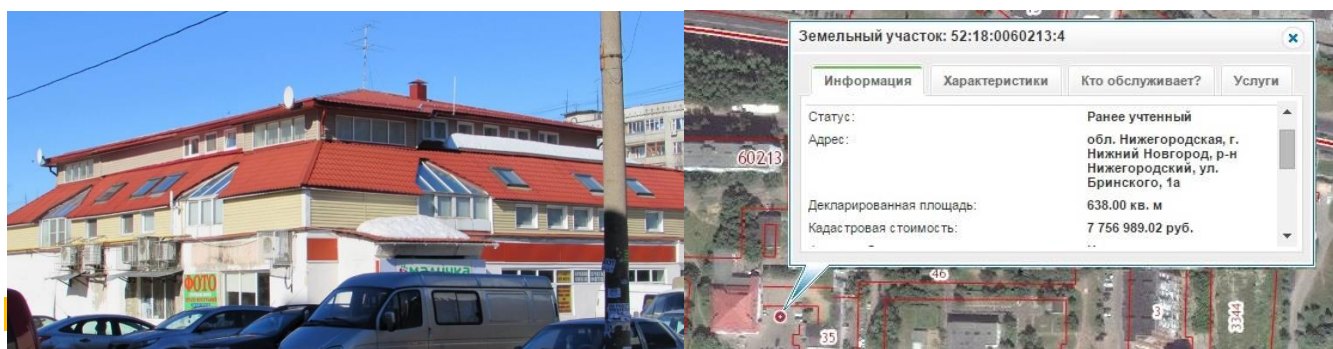 ФОТО
Земельный участок: 52:18:0060213:4
Информация
Характеристики
Кто обслуживает?
Услуги
Статус:
Ранее учтенный
Адрес:
обл. Нижегородская, г.
Нижний Новгород, р-н
Нижегородский, ул.
Бринского, 1а
Декларированная площадь:
638.00 кв. м
Кадастровая стоимость:
7 756 989.02 руб.
60213
46
35
3
3344